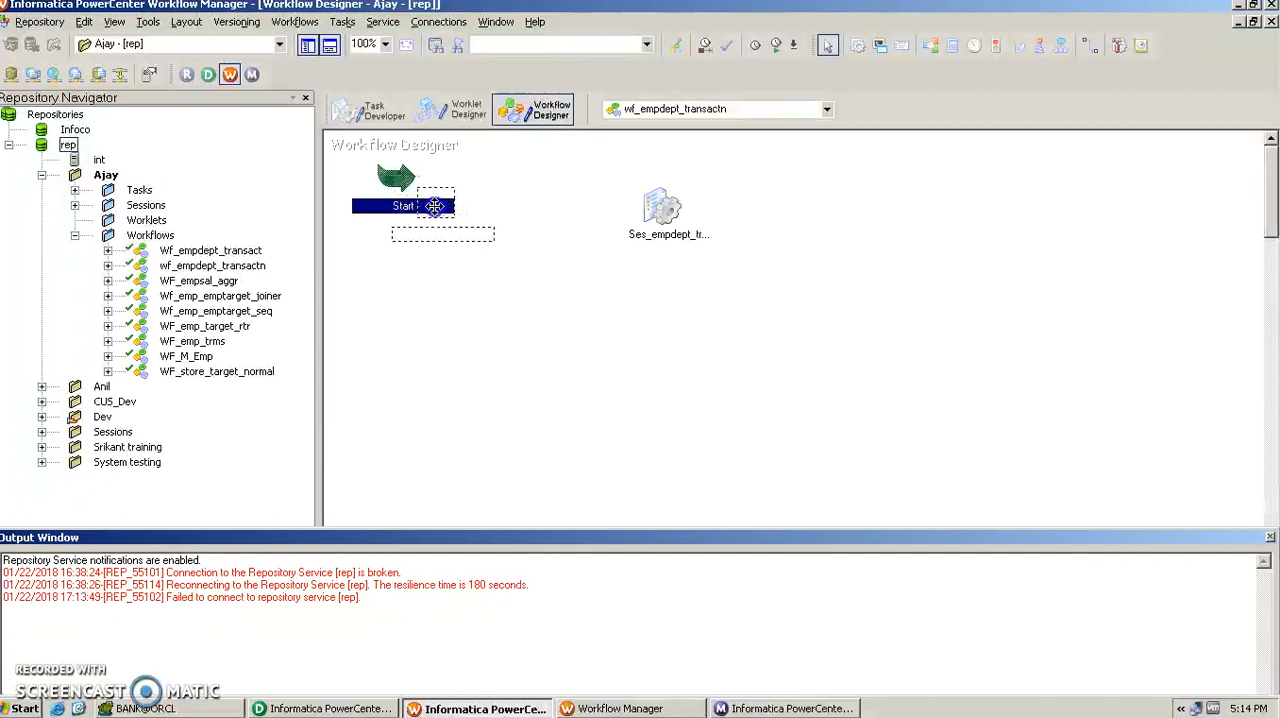 Informatica PowerCenter Workflow Manager - [Workflow Designer - Ajay - [rep]]
Repository Edit View Tools Layout Versioning Workflows Tasks Service Connections Window Help
Ajay - [rep] 100%
R D W M
Repository Navigator
Task Developer Worklet Designer Workflow Designer wf_empdept_transactn
Repositories
Infoco
rep
int
Ajay
Tasks
Sessions
Worklets
Workflows
Wf_empdept_transact
wf_empdept_transactn
WF_empsal_aggr
Wf_emp_emptarget_joiner
Wf_emp_emptarget_seq
WF_emp_target_rtr
WF_emp_trms
WF_M_Emp
WF_store_target_normal
Anil
CUS_Dev
Dev
Sessions
Srikant training
System testing
Workflow Designer
Start
Ses_empdept_tr...
Output Window
Repository Service notifications are enabled.
01/22/2018 16:38:24-[REP_55101] Connection to the Repository Service [rep] is broken.
01/22/2018 16:38:26-[REP_55114] Reconnecting to the Repository Service [rep]. The resilience time is 180 seconds.
01/22/2018 17:13:49-[REP_55102] Failed to connect to repository service [rep].
RECORDED WITH
SCREENCAST MATIC
Start BANK@ORCL D Informatica PowerCente... W Informatica PowerCe... W Workflow Manager M Informatica PowerCente... « 5:14 PM